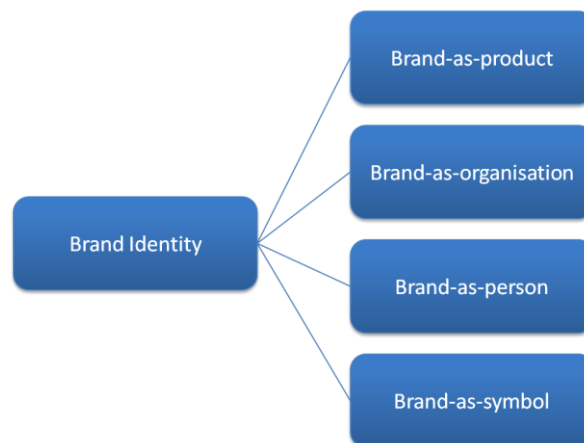 Brand-as-product
Brand-as-organisation
Brand Identity
Brand-as-person
Brand-as-symbol